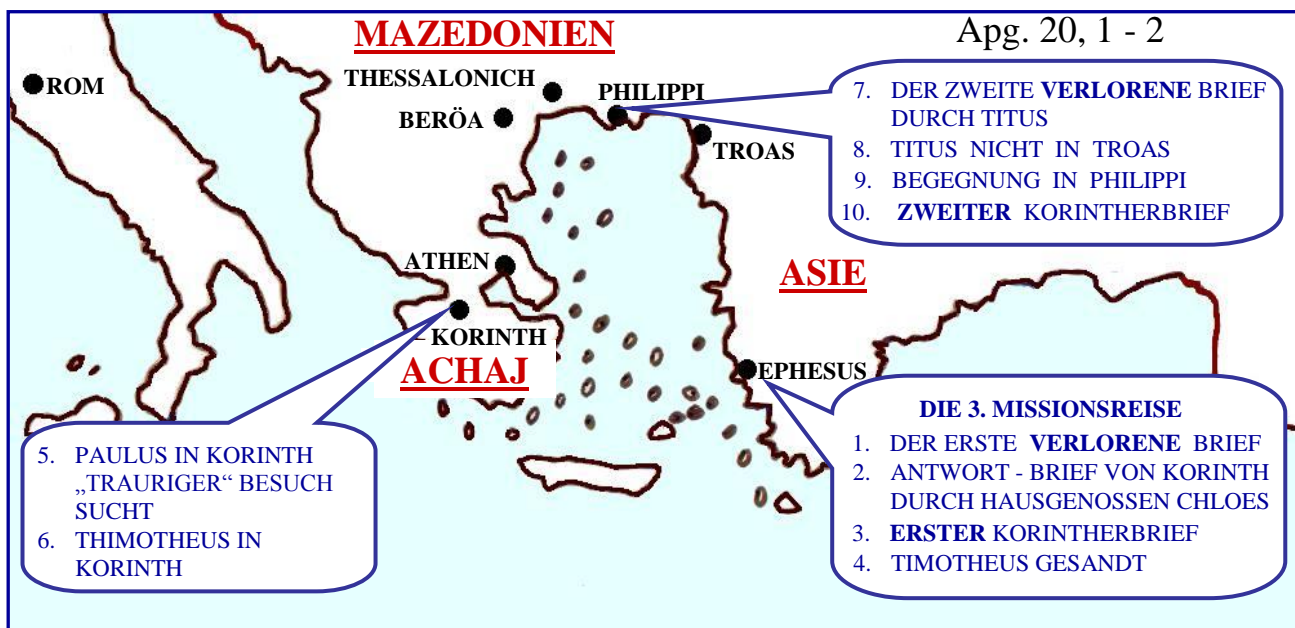 MAZEDONIEN
Apg. 20, 1 - 2
ROM
THESSALONICH
BERÖA
PHILIPPI
TROAS
7. DER ZWEITE VERLORENE BRIEF
DURCH TITUS
8. TITUS NICHT IN TROAS
9. BEGEGNUNG IN PHILIPPI
10. ZWEITER KORINTHERBRIEF
ATHEN
ASIE
KORINTH
ACHAJ
EPHESUS
5. PAULUS IN KORINTH
„TRAURIGER“ BESUCH
SUCHT
6. THIMOTHEUS IN
KORINTH
DIE 3. MISSIONSREISE
1. DER ERSTE VERLORENE BRIEF
2. ANTWORT - BRIEF VON KORINTH
DURCH HAUSGENOSSEN CHLOES
3. ERSTER KORINTHERBRIEF
4. TIMOTHEUS GESANDT